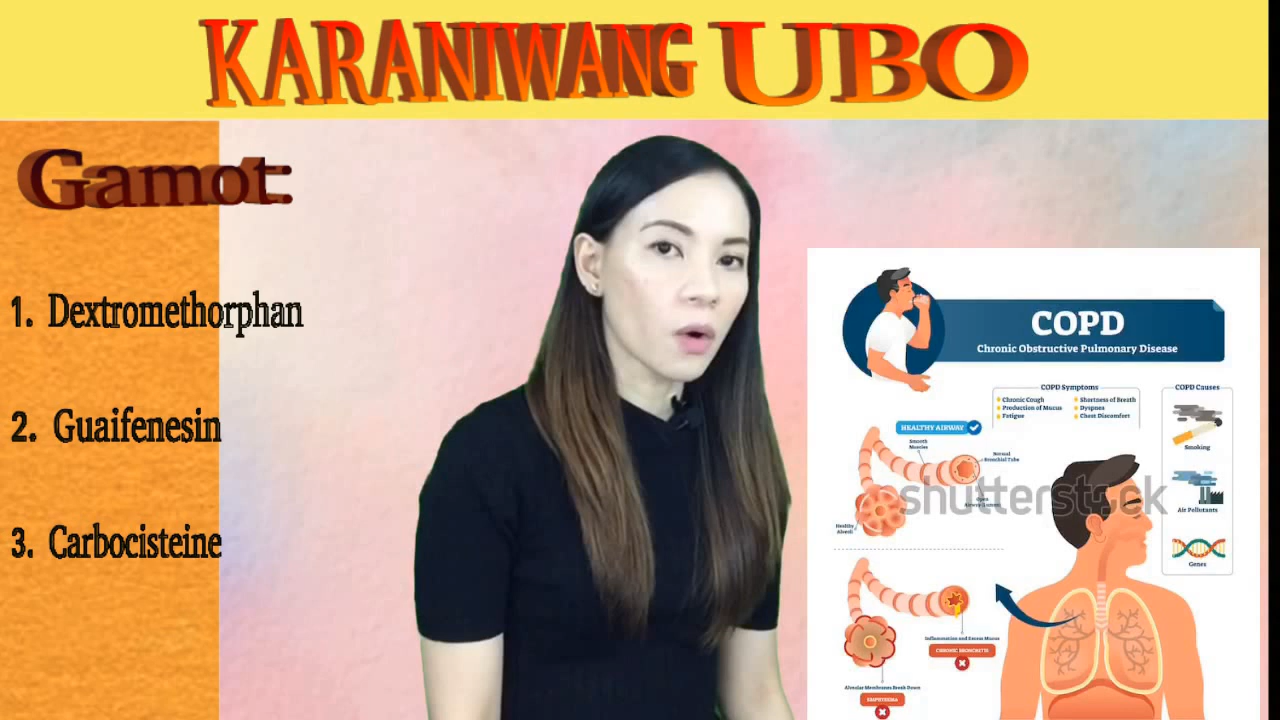 KARANIWANG UBO
Gamot:
1. Dextromethorphan
2. Guaifenesin
3. Carbocisteine
COPD
Chronic Obstructive Pulmonary Disease
COPD Symptoms
Chronic Cough
Production of Mucus
Fatigue
Shortness of Breath
Dyspnea
Chest Discomfort
COPD Causes
Smoking
Air Pollutants
Genes
HEALTHY AIRWAY
Smooth
Muscles
Normal
Bronchial Tube
Open
Healthy
Alveoli
shutterstock
Inflammation and Excess Mucus
CHRONIC BRONCHITIS
Alveolar Membranes Break Down
EMPHYSEMA